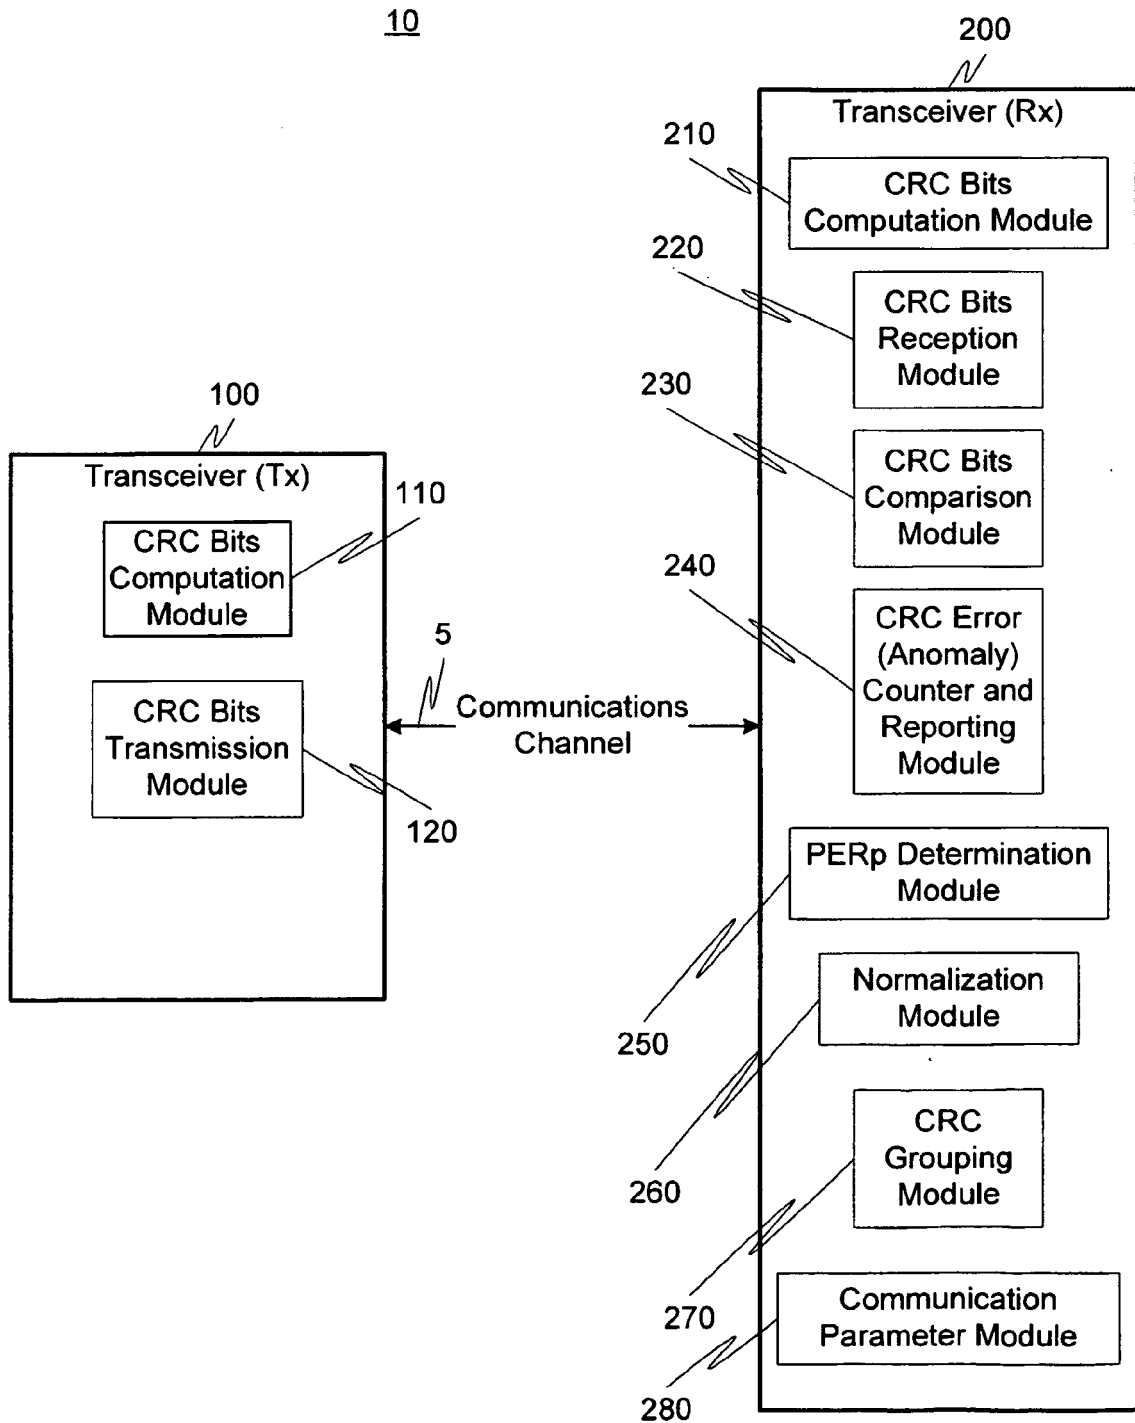 10
200
Transceiver (Rx)
210
CRC Bits
Computation Module
220
CRC Bits
Reception
Module
230
CRC Bits
Comparison
Module
240
CRC Error
(Anomaly)
Counter and
Reporting
Module
PERp Determination
Module
250
Normalization
Module
260
CRC
Grouping
Module
270
Communication
Parameter Module
280
100
Transceiver (Tx)
110
CRC Bits
Computation
Module
CRC Bits
Transmission
Module
120
5
Communications
Channel